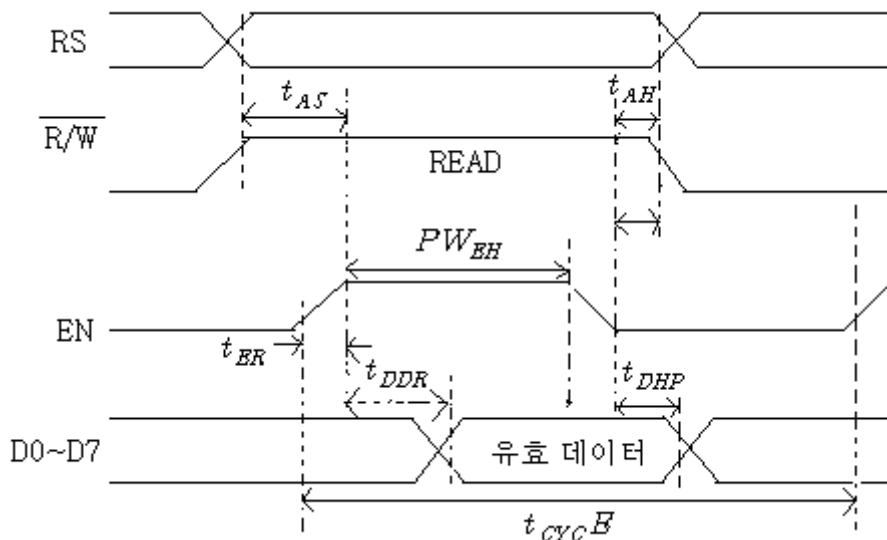 RS
t_AS
t_AH
R/W
READ
PW_EH
EN
t_ER
t_DDR
t_DHP
D0~D7
유효 데이터
t_CYC E